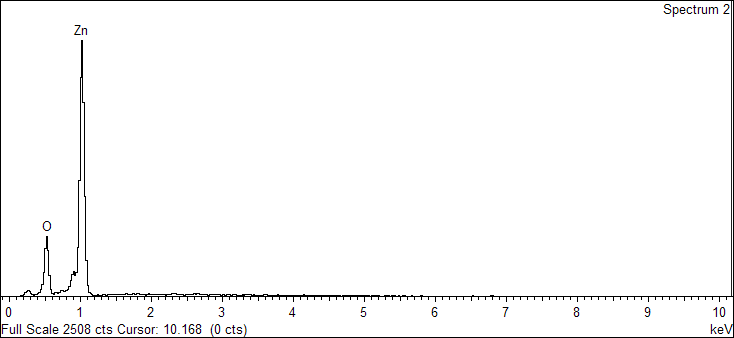 Spectrum 2
Zn
O
0 1 2 3 4 5 6 7 8 9 10
Full Scale 2508 cts Cursor: 10.168 (0 cts) keV